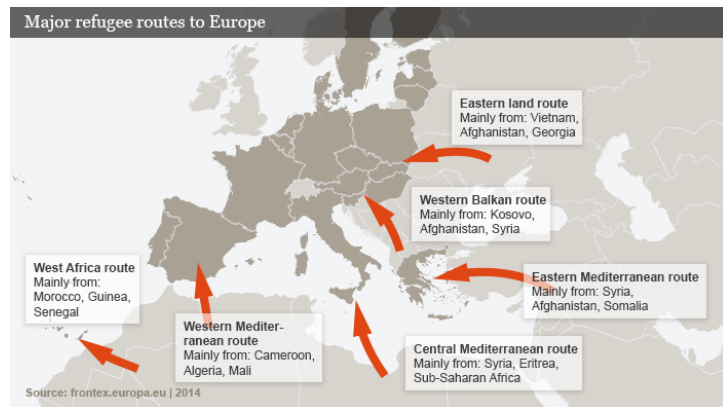 Major refugee routes to Europe
Eastern land route
Mainly from: Vietnam,
Afghanistan, Georgia
Western Balkan route
Mainly from: Kosovo,
Afghanistan, Syria
West Africa route
Mainly from:
Morocco, Guinea,
Senegal
Eastern Mediterranean route
Mainly from: Syria,
Afghanistan, Somalia
Western Mediter-
ranean route
Mainly from: Cameroon,
Algeria, Mali
Central Mediterranean route
Mainly from: Syria, Eritrea,
Sub-Saharan Africa
Source: frontex.europa.eu | 2014